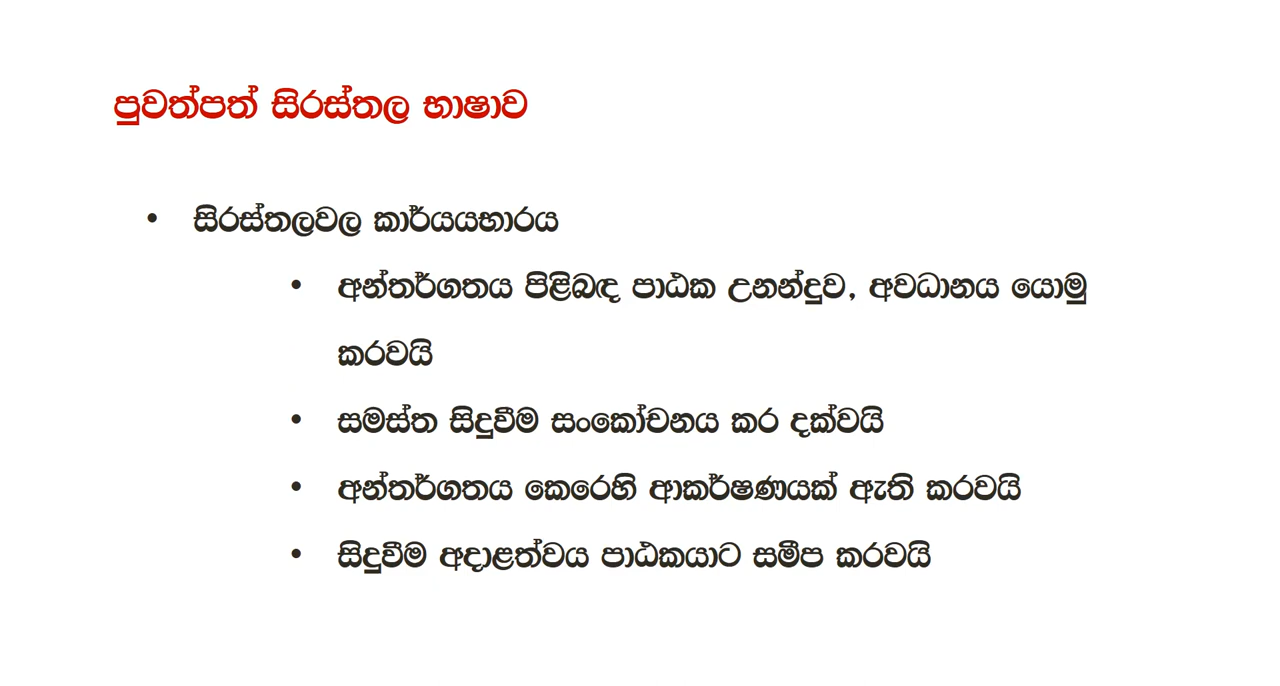 පුවත්පත් සිරස්තල භාෂාව
• සිරස්තලවල කාර්යයභාරය
• අන්තර්ගතය පිළිබඳ පාඨක උනන්දුව, අවධානය යොමු
කරවයි
• සමස්ත සිදුවීම සංකෝචනය කර දක්වයි
• අන්තර්ගතය කෙරෙහි ආකර්ෂණයක් ඇති කරවයි
• සිදුවීම අදාළත්වය පාඨකයාට සමීප කරවයි